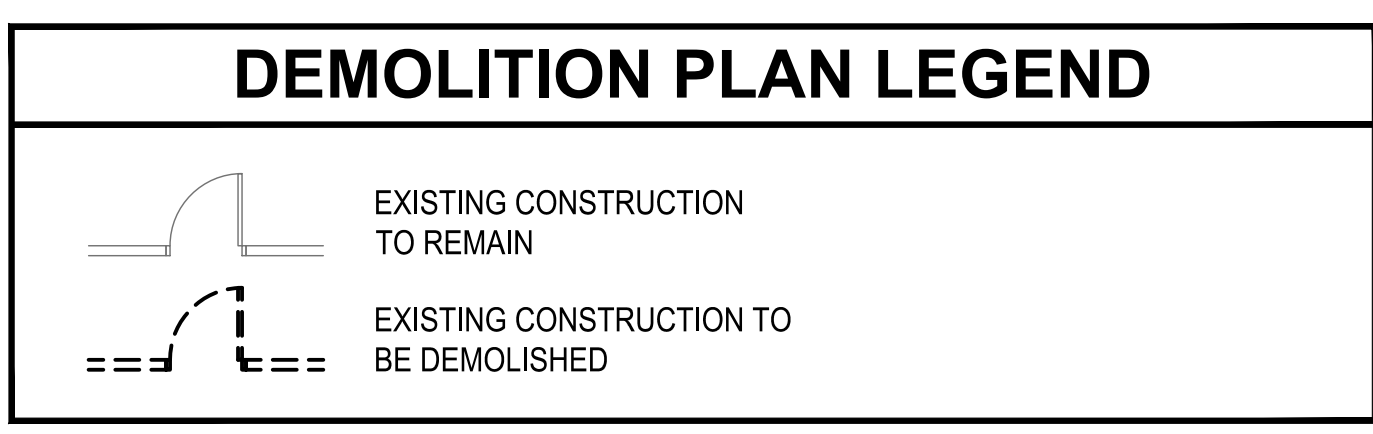 DEMOLITION PLAN LEGEND
EXISTING CONSTRUCTION
TO REMAIN
EXISTING CONSTRUCTION TO
BE DEMOLISHED